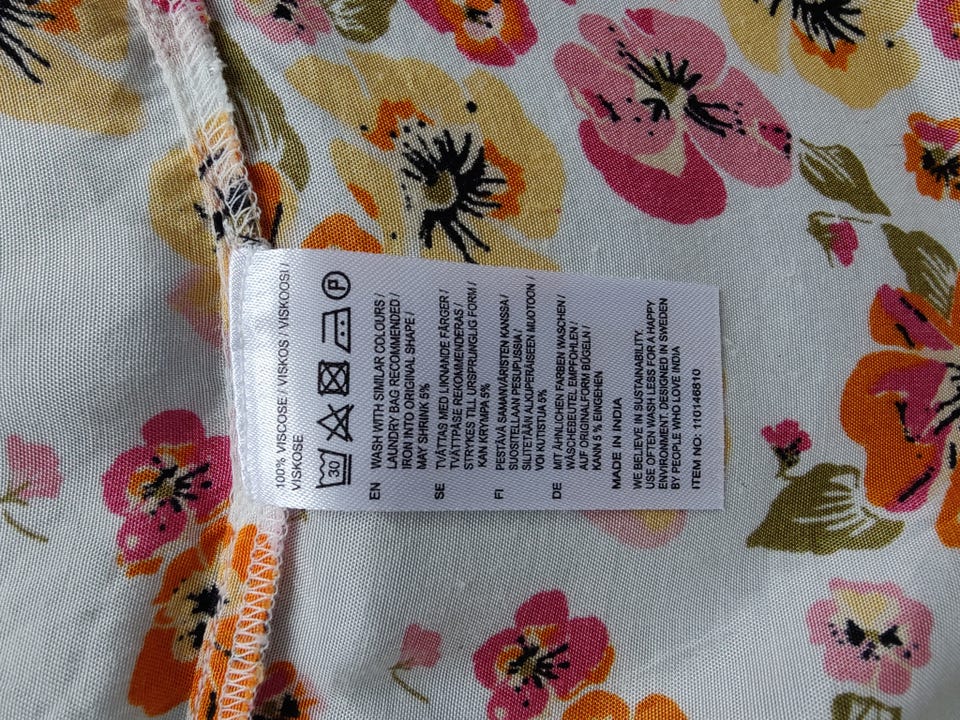 100% VISCOSE / VISKOS / VISKOOSI /
VISKOSE
30
P
EN
WASH WITH SIMILAR COLOURS /
LAUNDRY BAG RECOMMENDED /
IRON INTO ORIGINAL SHAPE /
MAY SHRINK 5%
SE
TVÄTTAS MED LIKNANDE FÄRGER /
TVÄTTPÅSE REKOMMENDERAS /
STRYKES TILL URSPRUNGLIG FORM /
KAN KRYMPA 5%
FI
PESTÄVÄ SAMANVÄRISTEN KANSSA /
SUOSITELLAAN PESUPUSSIA /
SILITETÄÄN ALKUPERÄISEEN MUOTOON /
VOI KUTISTUA 5%
DE
MIT ÄHNLICHEN FARBEN WASCHEN /
WÄSCHEBEUTEL EMPFOHLEN /
AUF ORIGINALFORM BÜGELN /
KANN 5 % EINGEHEN
MADE IN INDIA
WE BELIEVE IN SUSTAINABILITY.
USE OFTEN WASH LESS FOR A HAPPY
ENVIROMENT. DESIGNED IN SWEDEN
BY PEOPLE WHO LOVE INDIA
ITEM NO: 110146810